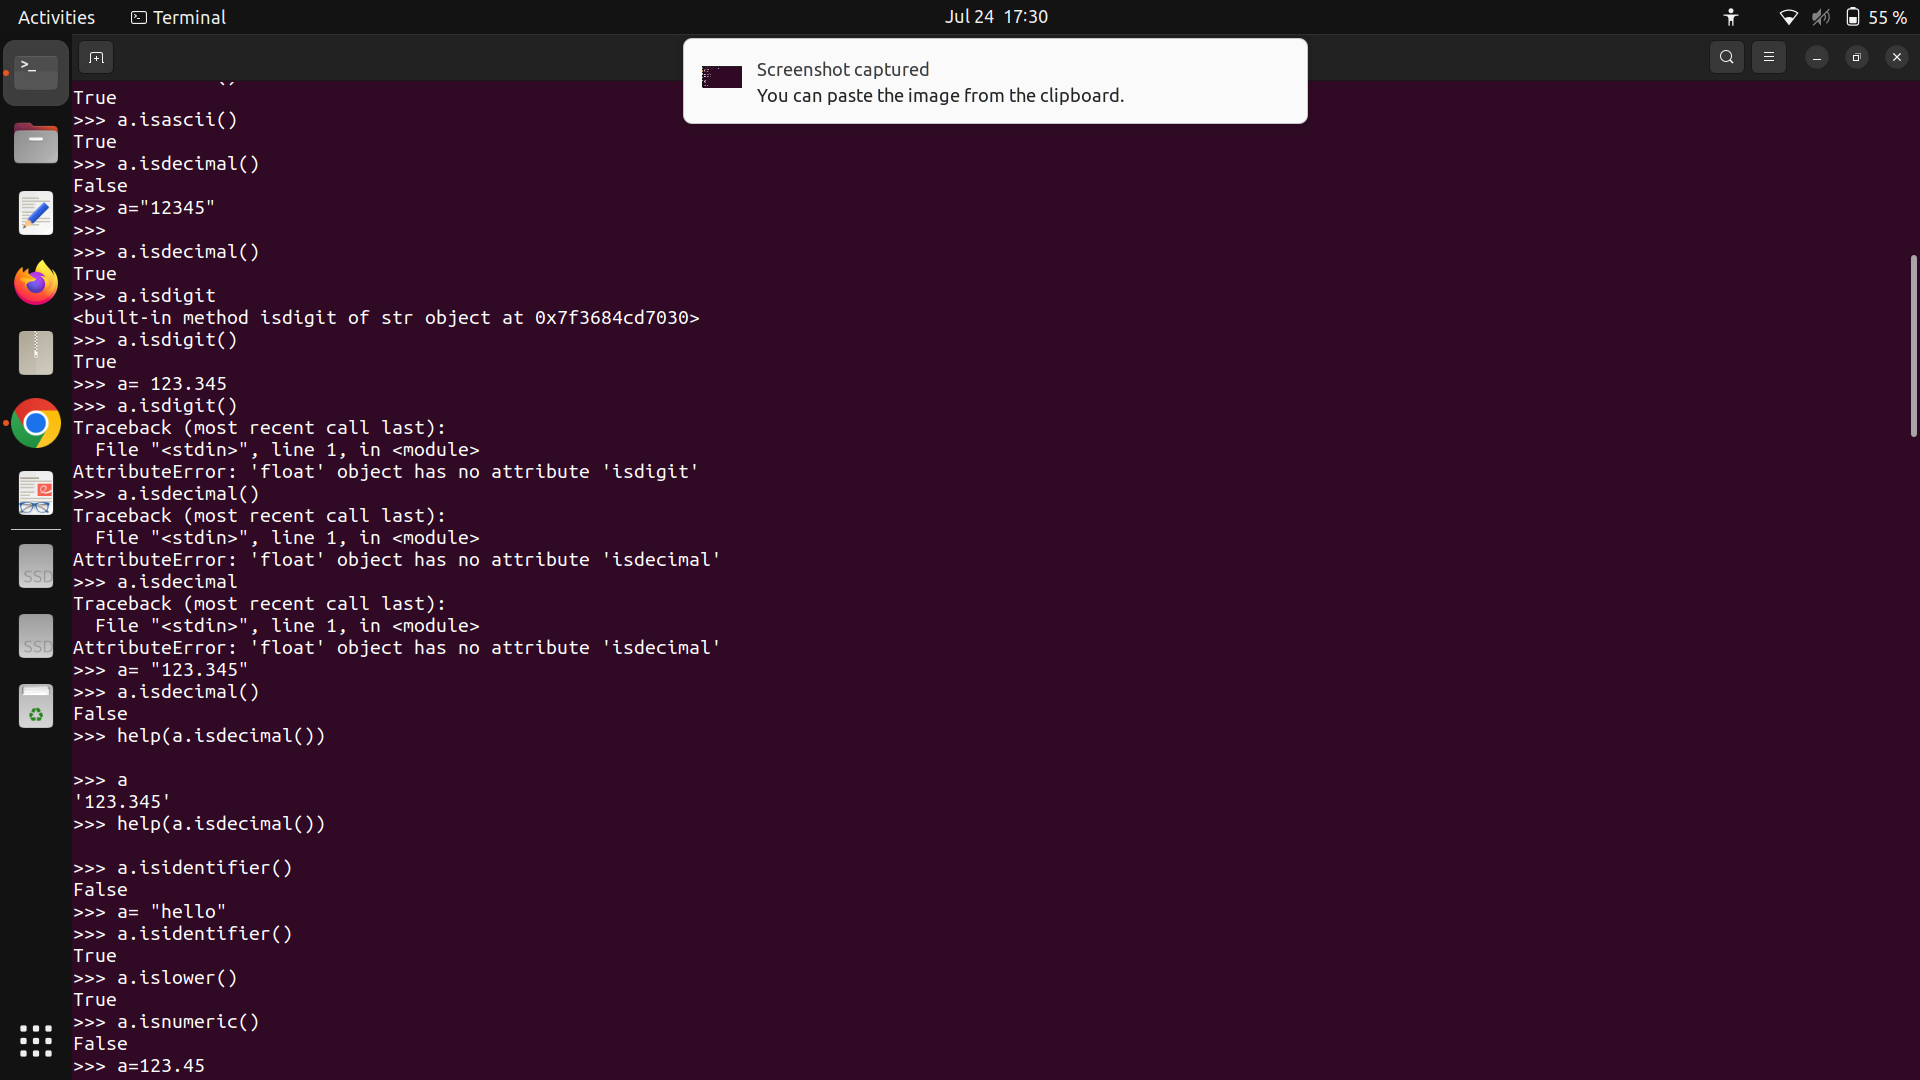 Activities
Terminal
Jul 24 17:30
55 %
Screenshot captured
You can paste the image from the clipboard.
True
>>> a.isascii()
True
>>> a.isdecimal()
False
>>> a="12345"
>>>
>>> a.isdecimal()
True
>>> a.isdigit
<built-in method isdigit of str object at 0x7f3684cd7030>
>>> a.isdigit()
True
>>> a= 123.345
>>> a.isdigit()
Traceback (most recent call last):
  File "<stdin>", line 1, in <module>
AttributeError: 'float' object has no attribute 'isdigit'
>>> a.isdecimal()
Traceback (most recent call last):
  File "<stdin>", line 1, in <module>
AttributeError: 'float' object has no attribute 'isdecimal'
>>> a.isdecimal
Traceback (most recent call last):
  File "<stdin>", line 1, in <module>
AttributeError: 'float' object has no attribute 'isdecimal'
>>> a= "123.345"
>>> a.isdecimal()
False
>>> help(a.isdecimal())

>>> a
'123.345'
>>> help(a.isdecimal())

>>> a.isidentifier()
False
>>> a= "hello"
>>> a.isidentifier()
True
>>> a.islower()
True
>>> a.isnumeric()
False
>>> a=123.45
SSD
SSD